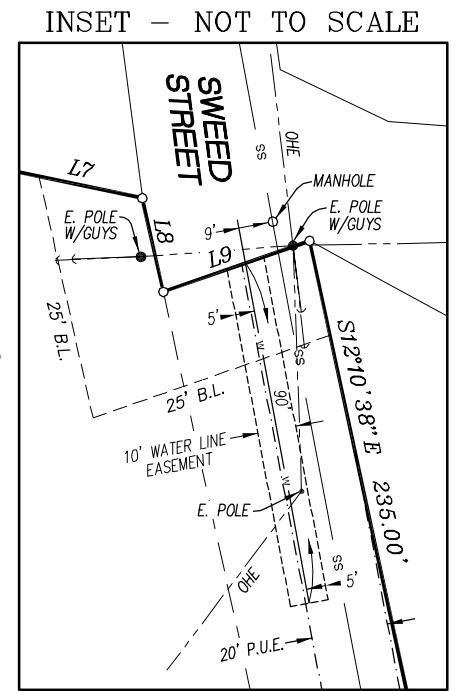 INSET – NOT TO SCALE
SWEED
STREET
L7
SS
OHE
MANHOLE
E. POLE
W/GUYS
L8
E. POLE
W/GUYS
9'
L9
5'
25' B.L.
W
SS
S12°10'38"E 235.00'
25' B.L.
90'
10' WATER LINE
EASEMENT
W
E. POLE
SS
OHE
5'
20' P.U.E.